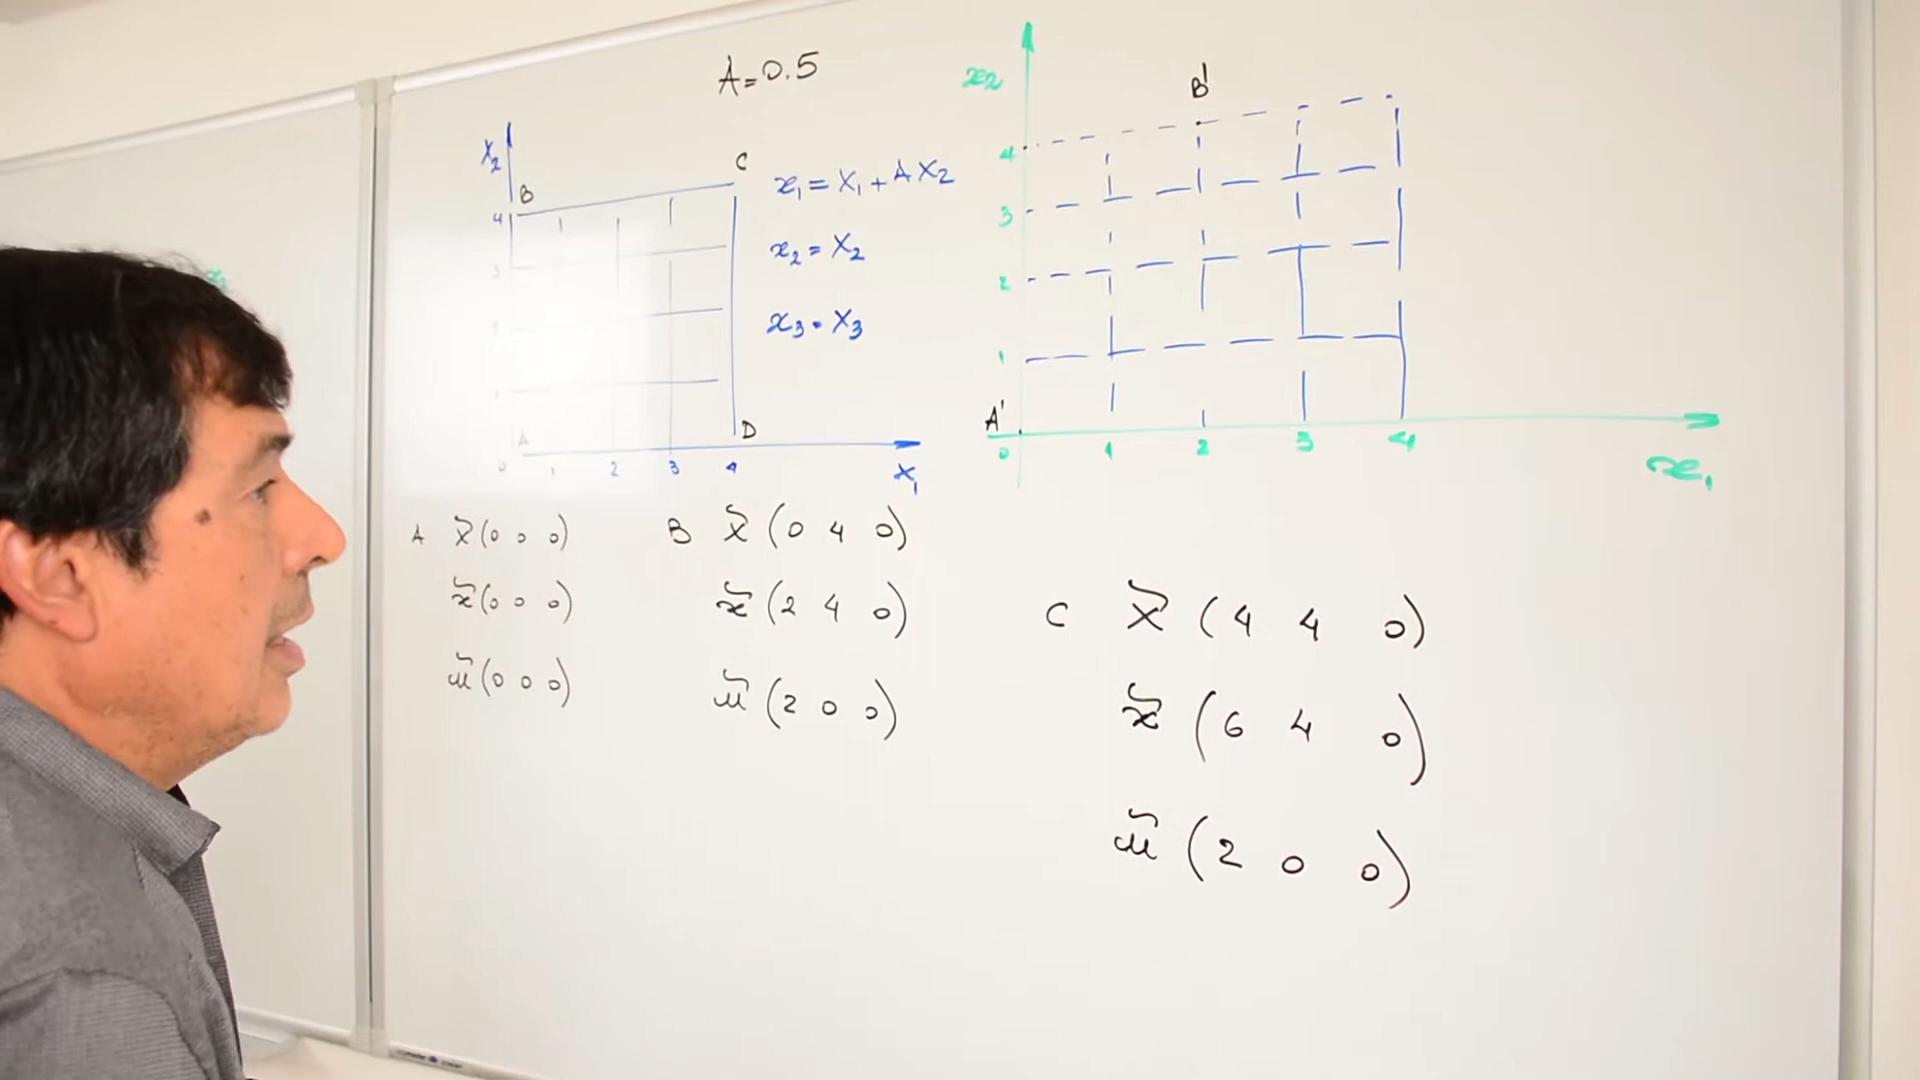 A=0.5
X₂
B
C
4
3
D
0 1 2 3 4
X₁
x₁ = X₁ + A X₂
x₂ = X₂
x₃ = X₃
x₂
B'
4
3
2
1
A'
0 1 2 3 4
x₁
A X (0 0 0)
x (0 0 0)
u (0 0 0)
B X (0 4 0)
x (2 4 0)
u (2 0 0)
C X (4 4 0)
x (6 4 0)
u (2 0 0)